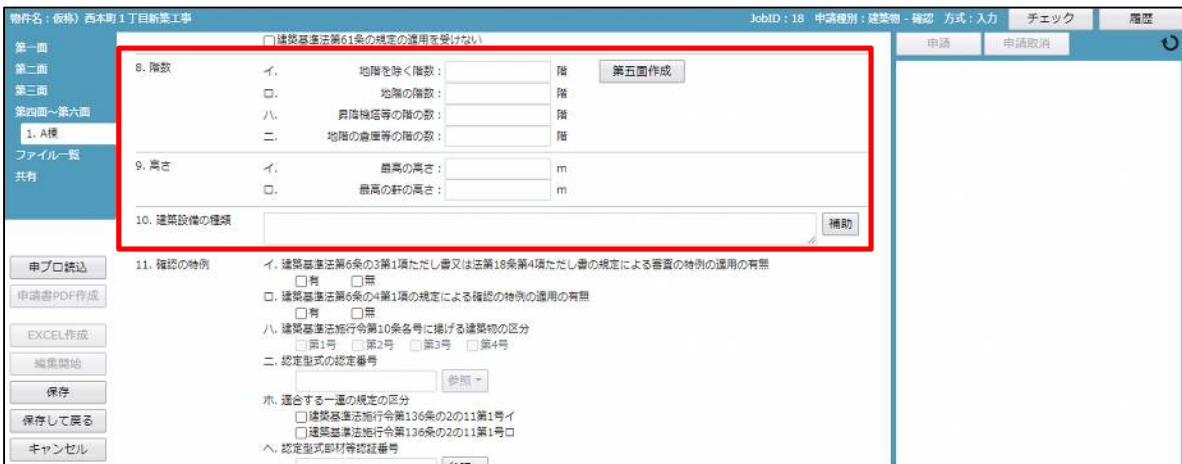 物件名：仮称）西本町１丁目新築工事 JobID：18 申請種別：建築物 - 確認 方式：入力 チェック 履歴
第一面
第二面
第三面
第四面～第六面
1. A棟
ファイル一覧
共有
申プロ読込
申請書PDF作成
EXCEL作成
編集開始
保存
保存して戻る
キャンセル
□建築基準法第61条の規定の適用を受けない
8. 階数 イ. 地階を除く階数： 階 第五面作成
ロ. 地階の階数： 階
ハ. 昇降機塔等の階の数： 階
ニ. 地階の倉庫等の階の数： 階
9. 高さ イ. 最高の高さ： m
ロ. 最高の軒の高さ： m
10. 建築設備の種類 補助
11. 確認の特例 イ. 建築基準法第6条の3第1項ただし書又は法第18条第4項ただし書の規定による審査の特例の適用の有無
□有 □無
ロ. 建築基準法第6条の4第1項の規定による確認の特例の適用の有無
□有 □無
ハ. 建築基準法施行令第10条各号に掲げる建築物の区分
□第1号 □第2号 □第3号 □第4号
ニ. 認定型式の認定番号
参照
ホ. 適合する一連の規定の区分
□建築基準法施行令第136条の2の11第1号イ
□建築基準法施行令第136条の2の11第1号ロ
ヘ. 認定型式部材等認証番号
申請 申請取消